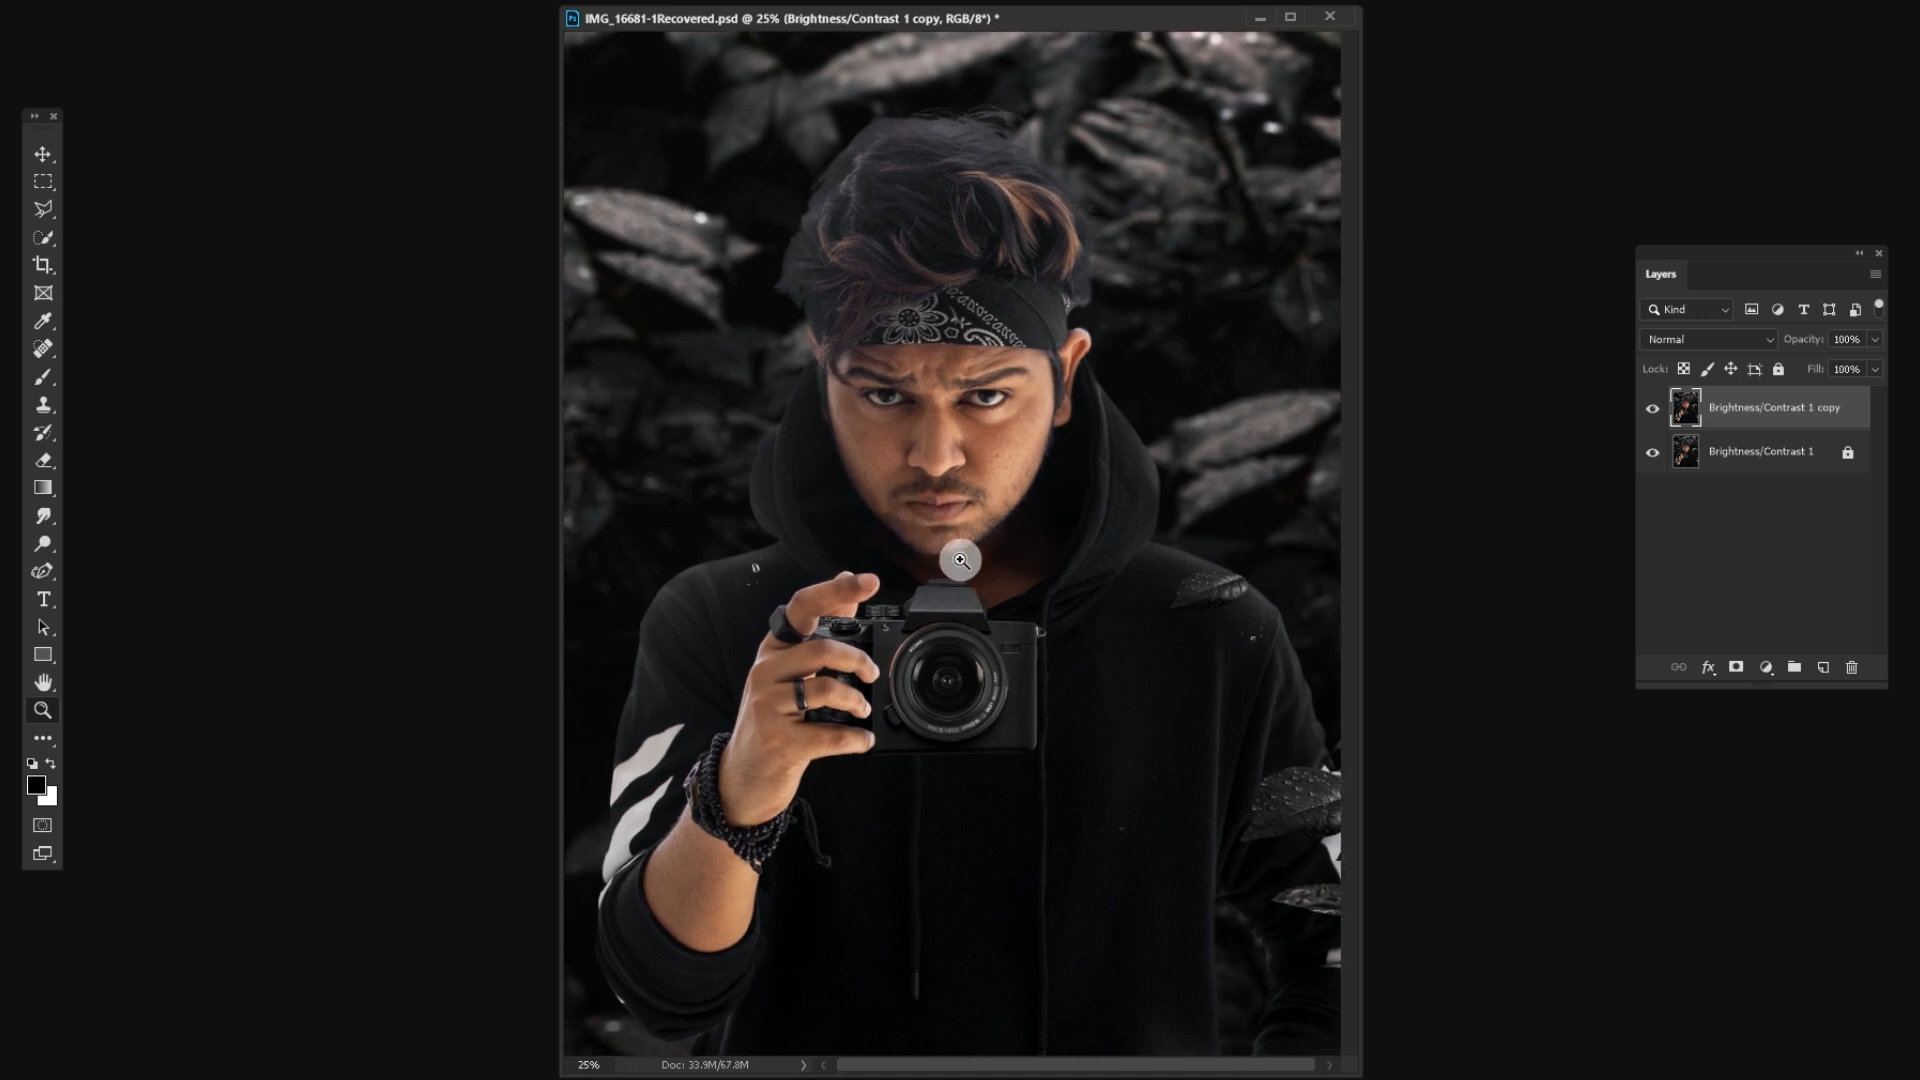 IMG_16681-1Recovered.psd @ 25% (Brightness/Contrast 1 copy, RGB/8*) *
Layers
Kind
Normal
Opacity: 100%
Lock:
Fill: 100%
Brightness/Contrast 1 copy
Brightness/Contrast 1
fx
25%
Doc: 33.9M/67.8M